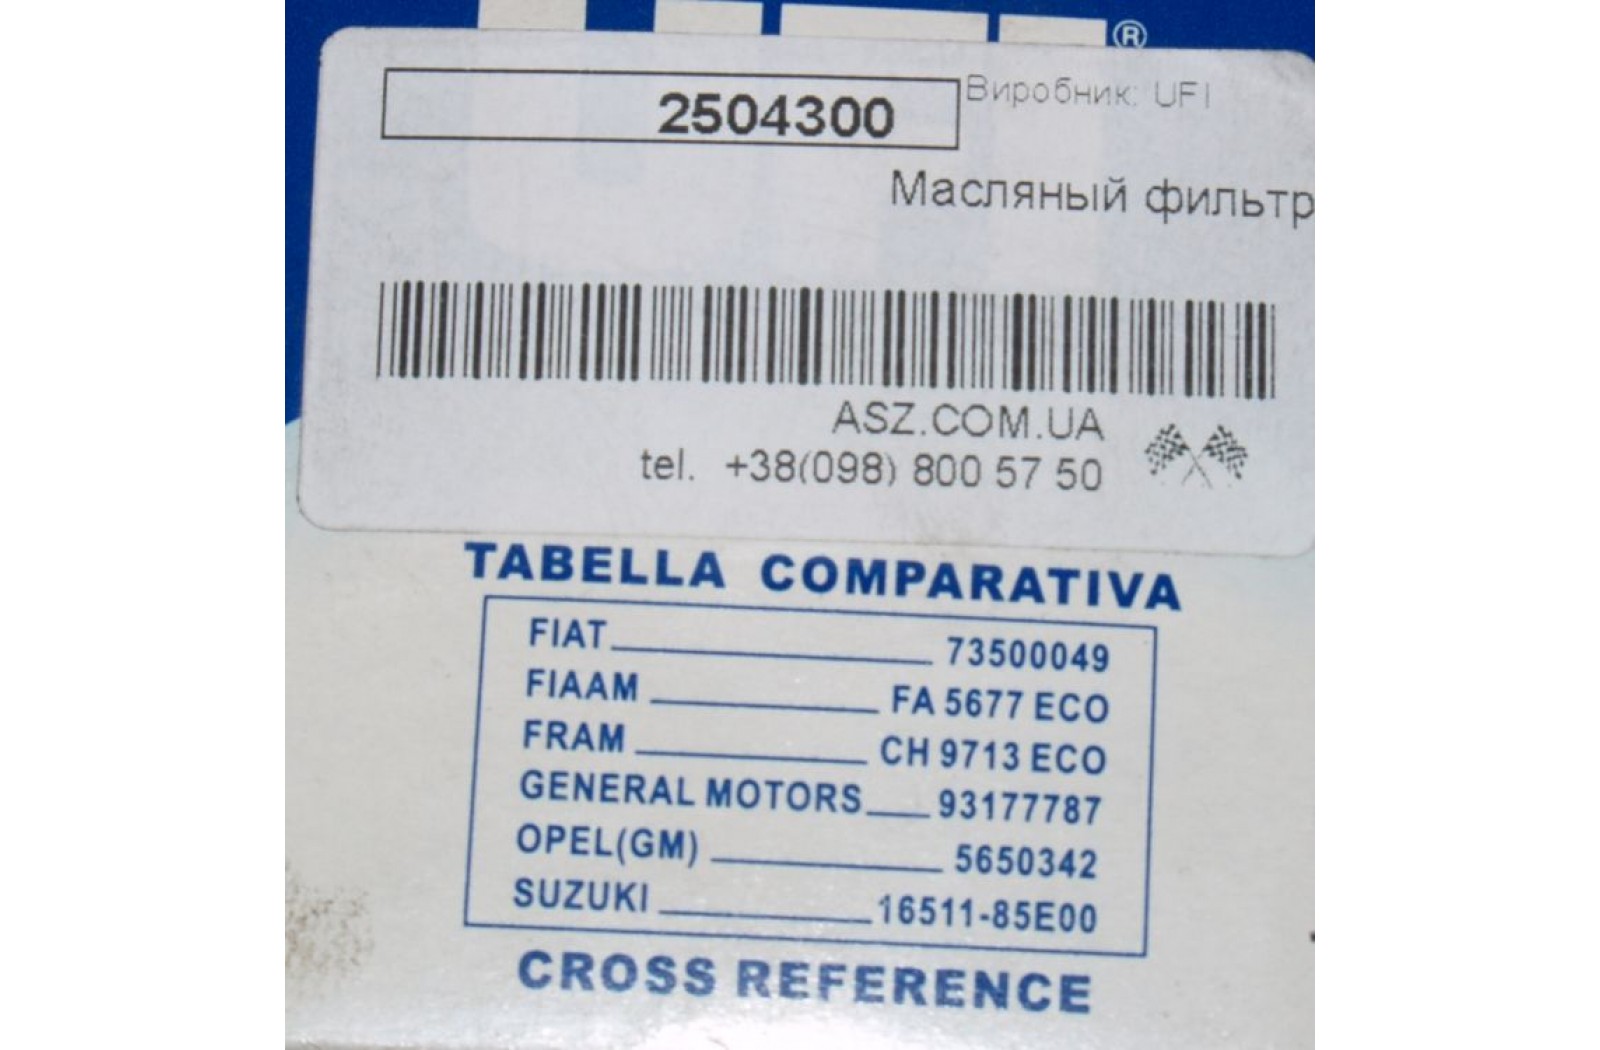 ®
2504300 Виробник: UFI
Масляный фильтр
ASZ.COM.UA
tel. +38(098) 800 57 50
TABELLA COMPARATIVA
FIAT 73500049
FIAAM FA 5677 ECO
FRAM CH 9713 ECO
GENERAL MOTORS 93177787
OPEL(GM) 5650342
SUZUKI 16511-85E00
CROSS REFERENCE